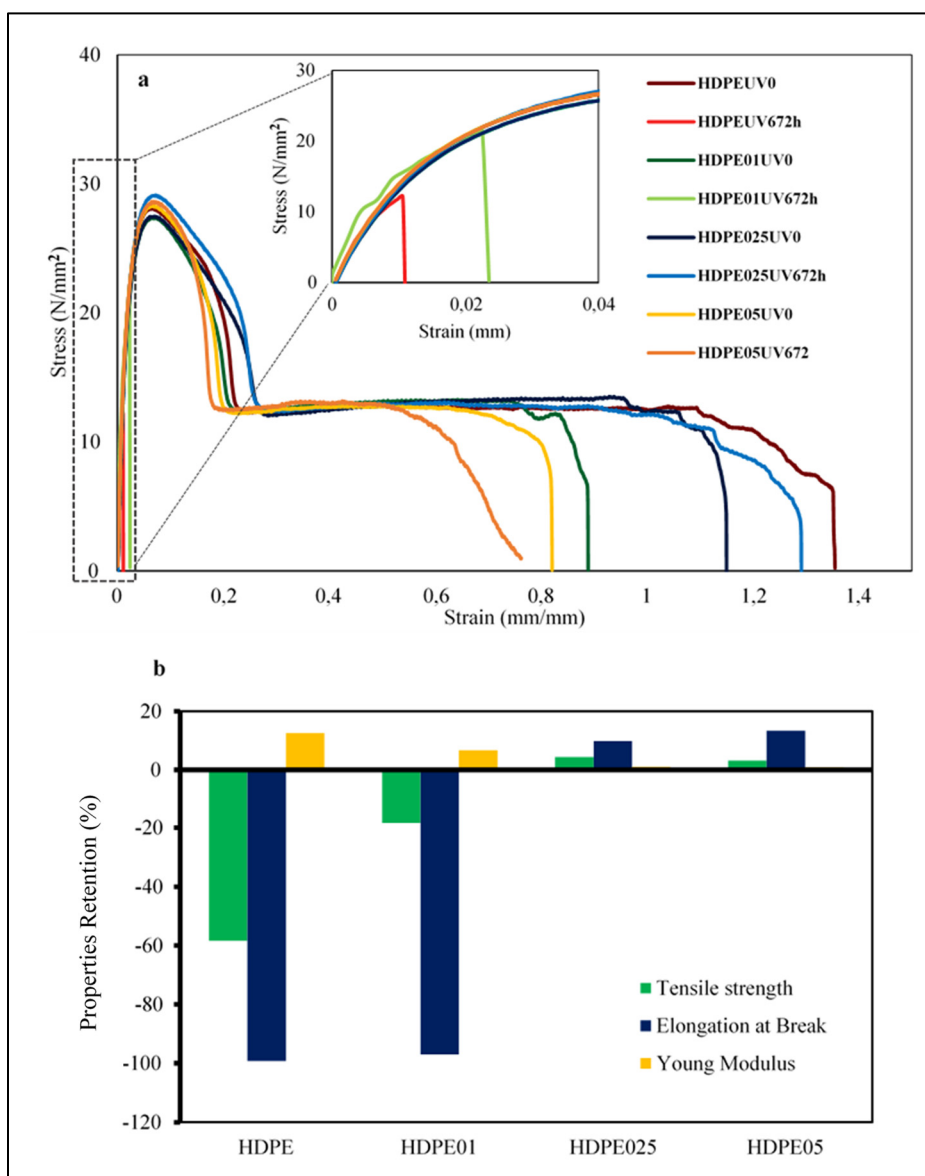 a
40
30
20
10
0
Stress (N/mm²)
0
0,2
0,4
0,6
0,8
1
1,2
1,4
Strain (mm/mm)
30
20
10
0
Stress (N/mm²)
0
0,02
0,04
Strain (mm)
HDPEUV0
HDPEUV672h
HDPE01UV0
HDPE01UV672h
HDPE025UV0
HDPE025UV672h
HDPE05UV0
HDPE05UV672
b
20
0
-20
-40
-60
-80
-100
-120
Properties Retention (%)
Tensile strength
Elongation at Break
Young Modulus
HDPE
HDPE01
HDPE025
HDPE05